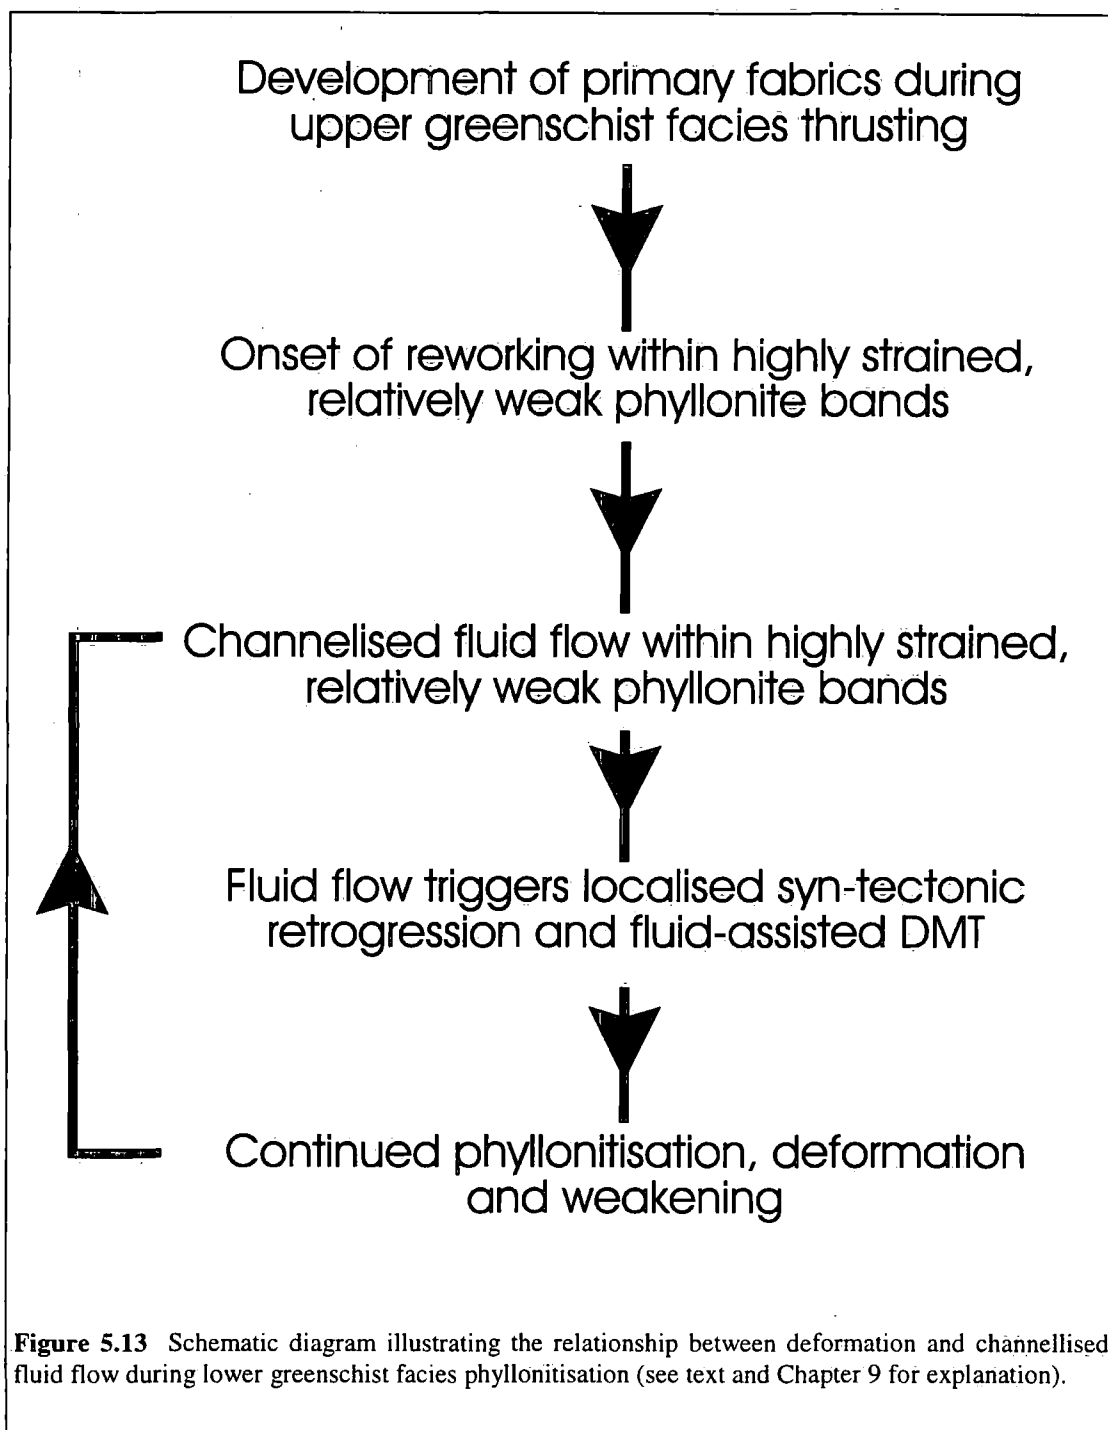 Development of primary fabrics during
upper greenschist facies thrusting
Onset of reworking within highly strained,
relatively weak phyllonite bands
Channelised fluid flow within highly strained,
relatively weak phyllonite bands
Fluid flow triggers localised syn-tectonic
retrogression and fluid-assisted DMT
Continued phyllonitisation, deformation
and weakening
Figure 5.13 Schematic diagram illustrating the relationship between deformation and channellised
fluid flow during lower greenschist facies phyllonitisation (see text and Chapter 9 for explanation).